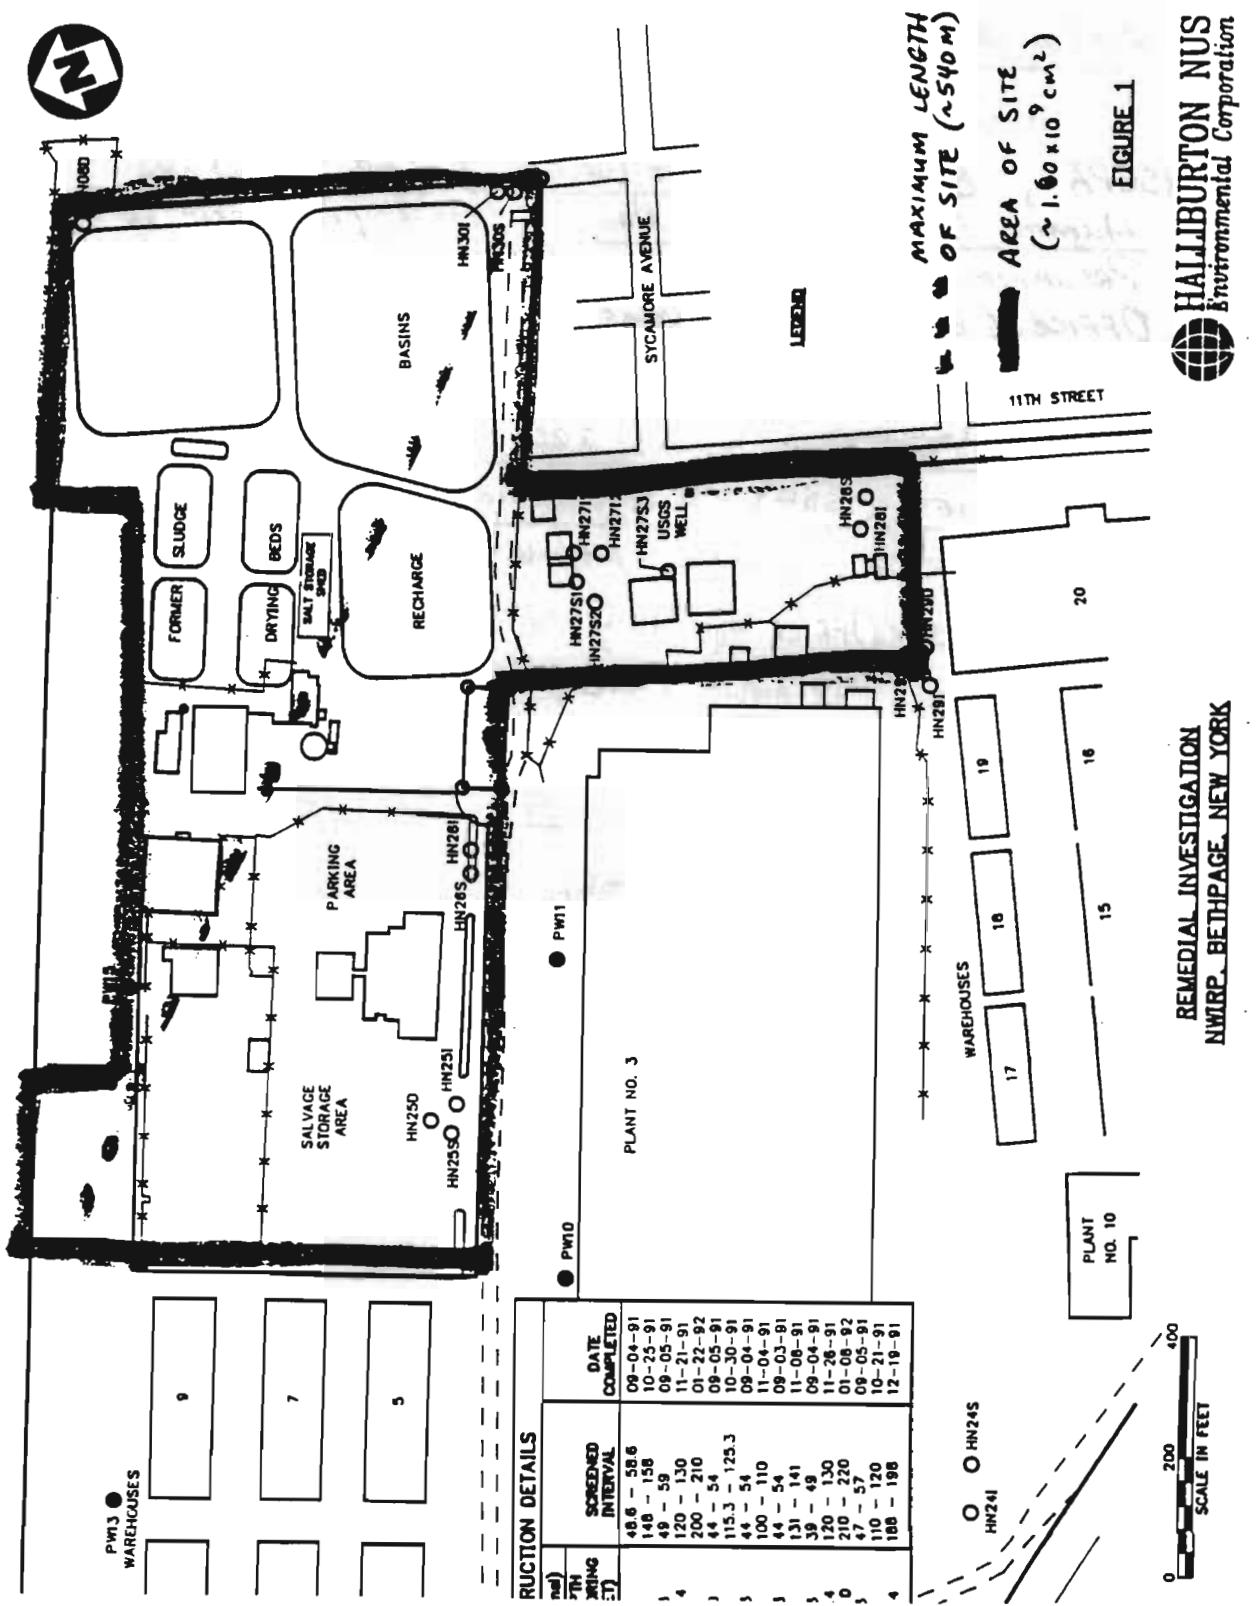 N
MAXIMUM LENGTH
OF SITE (~540 M)
AREA OF SITE
(~1.60 x 10⁹ cm²)
FIGURE 1
HALLIBURTON NUS
Environmental Corporation
LEGEND
SYCAMORE AVENUE
11TH STREET
BASINS
RECHARGE
SLUDGE
BEDS
FORMER
DRYING
SALT STORAGE
SHED
HN30I
HN30S
HN27I1
HN27I2
HN27S3
USGS
WELL
HN27S1
HN27S2
HN28S
HN28I
HN29D
HN29I
PARKING
AREA
HN26I
HN26S
SALVAGE
STORAGE
AREA
HN25D
HN25I
HN25S
PW11
PW10
PLANT NO. 3
WAREHOUSES
20
19
18
17
16
15
PLANT
NO. 10
9
7
5
PW13
WAREHOUSES
RUCTION DETAILS
SCREENED
INTERVAL
DATE
COMPLETED
48.6 - 58.6 09-04-91
148 - 158 10-25-91
49 - 59 09-05-91
120 - 130 11-21-91
200 - 210 01-22-92
44 - 54 09-05-91
115.3 - 125.3 10-30-91
44 - 54 09-04-91
100 - 110 11-04-91
44 - 54 09-03-91
131 - 141 11-08-91
39 - 49 09-04-91
120 - 130 11-26-91
210 - 220 01-08-92
47 - 57 09-05-91
110 - 120 10-21-91
188 - 198 12-19-91
HN24S
HN24I
0 200 400
SCALE IN FEET
REMEDIAL INVESTIGATION
NWIRP, BETHPAGE, NEW YORK